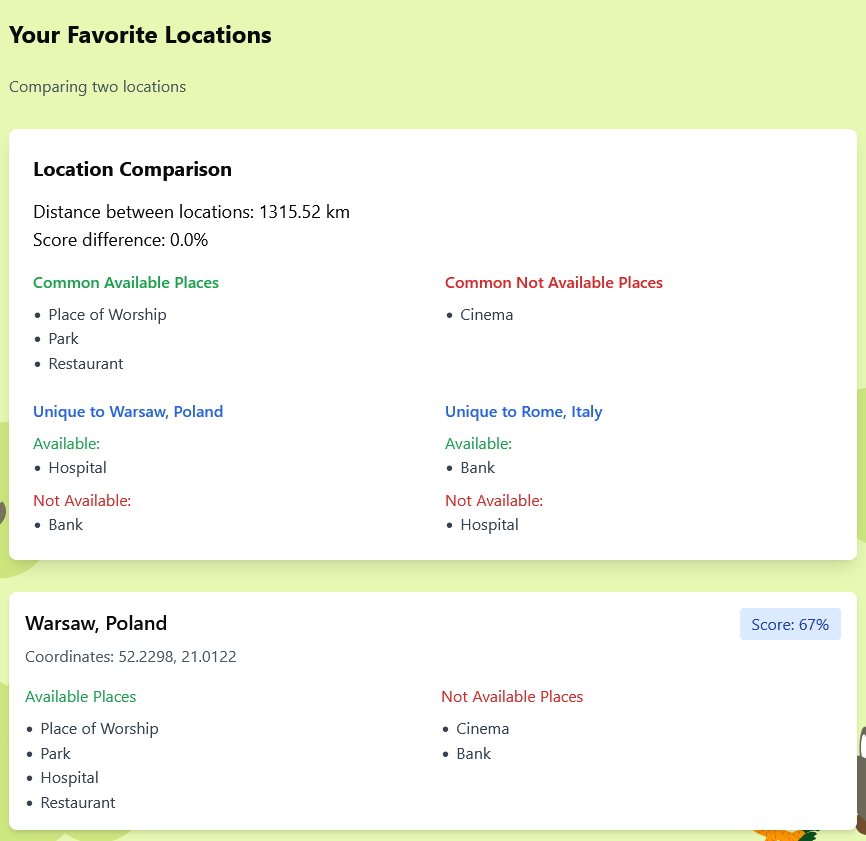 Your Favorite Locations
Comparing two locations
Location Comparison
Distance between locations: 1315.52 km
Score difference: 0.0%
Common Available Places
• Place of Worship
• Park
• Restaurant
Common Not Available Places
• Cinema
Unique to Warsaw, Poland
Available:
• Hospital
Not Available:
• Bank
Unique to Rome, Italy
Available:
• Bank
Not Available:
• Hospital
Warsaw, Poland
Score: 67%
Coordinates: 52.2298, 21.0122
Available Places
• Place of Worship
• Park
• Hospital
• Restaurant
Not Available Places
• Cinema
• Bank